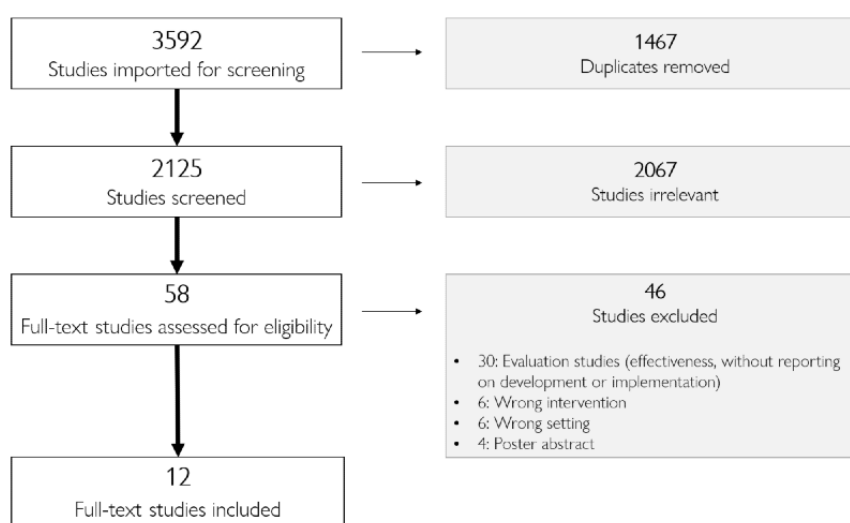 3592
Studies imported for screening
1467
Duplicates removed
2125
Studies screened
2067
Studies irrelevant
58
Full-text studies assessed for eligibility
46
Studies excluded
• 30: Evaluation studies (effectiveness, without reporting
on development or implementation)
• 6: Wrong intervention
• 6: Wrong setting
• 4: Poster abstract
12
Full-text studies included